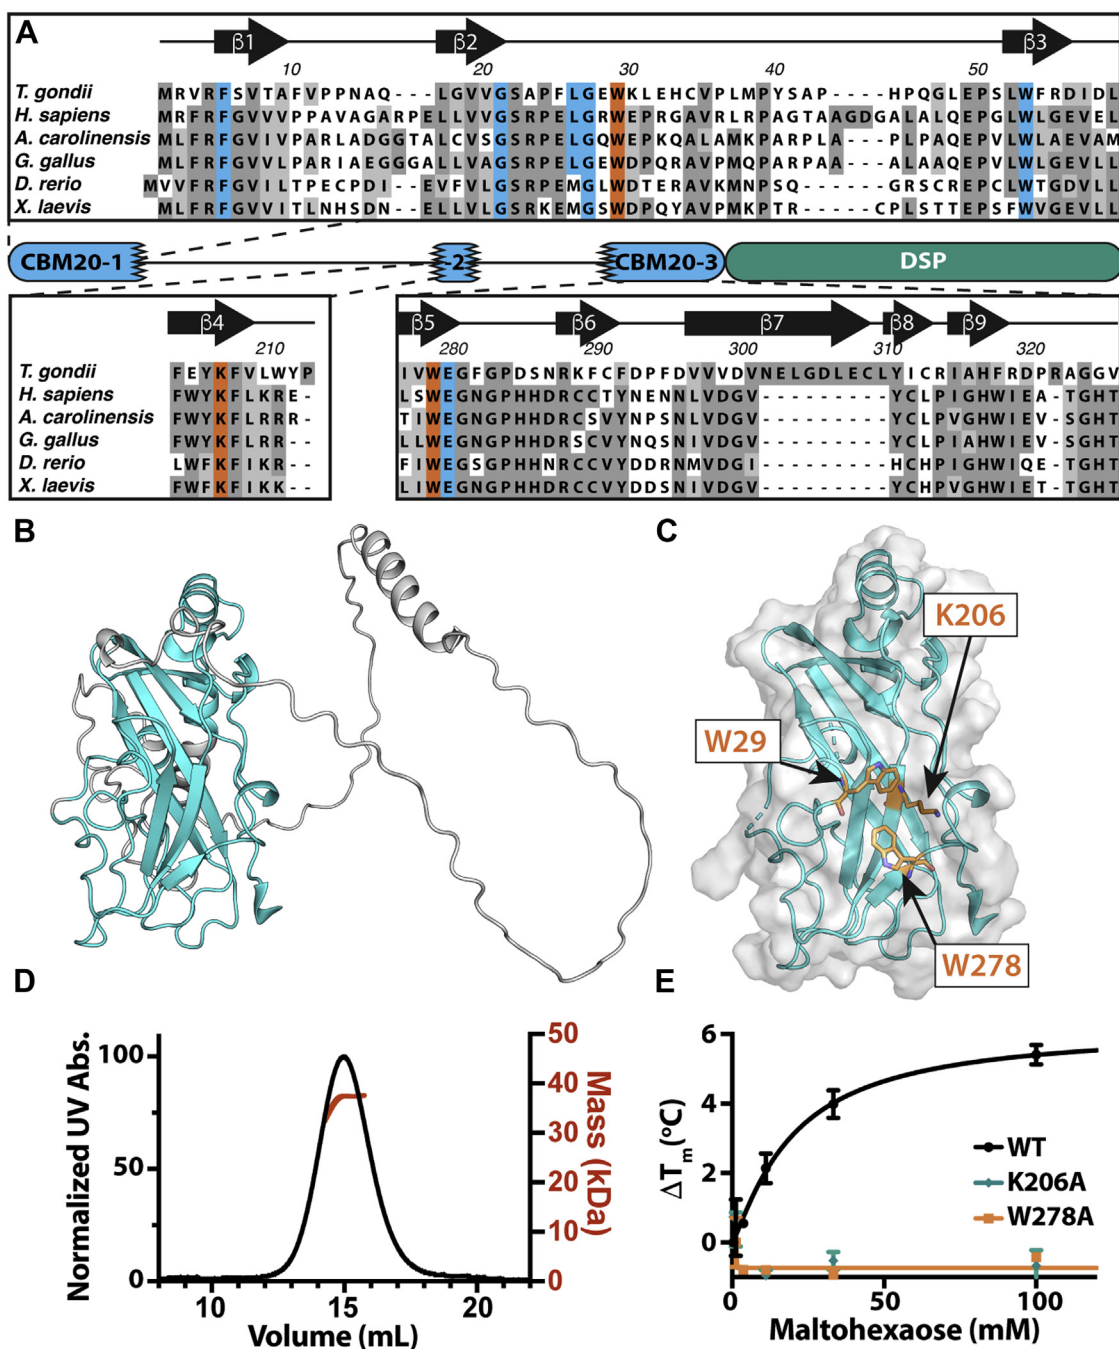 A
β1 β2 β3
10 20 30 40 50
T. gondii MRVRFSVTAFVPPNAQ---LGVVGSAPFLGEWKLEHCVPLMPYSAP----HPQGLEPSLWFRDIDL
H. sapiens MRFRFGVVVPPAVAGARPELLVVGSRPELGRWEPRGAVRLRPAGTAAGDGALALQEPGLWLGEVEL
A. carolinensis MLFRFGVIVPARLADGGTALCVSGSRPELGQWEPKQALAMKPARPLA---PLPAQEPVLWLAEVAM
G. gallus MLFRFGVVLPARIAEGGGALLVAGSRPELGEWDPQRAVPMQPARPAA---ALAAQEPVLWLGEVLL
D. rerio MVVFRFGVILTPECPDI--EVFVLGSRPEMGLWDTERAVKMNPSQ------GRSCREPCLWTGDVLL
X. laevis MLFRFGVITLNHSDN--ELLVLGSRKEMGSWDPQYAVPMKPTR------CPLSTTEPSFWVGEVLL
CBM20-1 -2 CBM20-3 DSP
β4
210
T. gondii FEYKFVLWYP
H. sapiens FWYKFLKRE-
A. carolinensis FWYKFLKRR-
G. gallus FWYKFLRR--
D. rerio LWFKFIKR--
X. laevis FWFKFIKK--
β5 β6 β7 β8 β9
280 290 300 310 320
T. gondii IVWEGFGPDSNRKFCFDPFDVVVDVNELGDLECLYICRIAHFRDPRAGGV
H. sapiens LSWEGNGPHHDRCCTYNENNLVDGV---------YCLPIGHWIEA-TGHT
A. carolinensis TIWEGNGPHHDRCSVYNPSNLVDGV---------YCLPVGHWIEV-SGHT
G. gallus LLWEGNGPHHDRSCVYNQSNIVDGV---------YCLPIAHWIEV-SGHT
D. rerio FIWEGSGPHHNRCCVYDDRNMVDGI---------HCHPIGHWIQE-TGHT
X. laevis LIWEGNGPHHDRCCVYDDSNIVDGV---------YCHPVGHWIET-TGHT
B
C
K206
W29
W278
D
Normalized UV Abs.
100
50
0
10 15 20
Volume (mL)
50
40
30
20
10
0
Mass (kDa)
E
ΔTm (°C)
6
4
2
0
0 50 100
Maltohexaose (mM)
WT
K206A
W278A